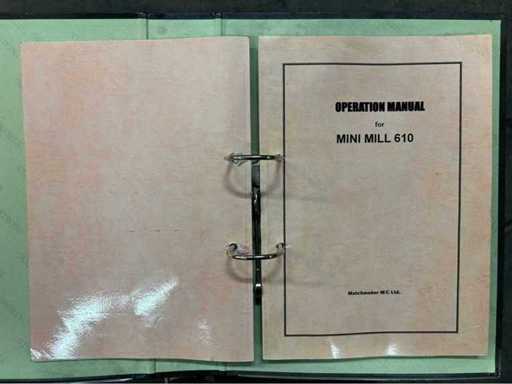 OPERATION MANUAL
for
MINI MILL 610
Matchmaker M/C Ltd.